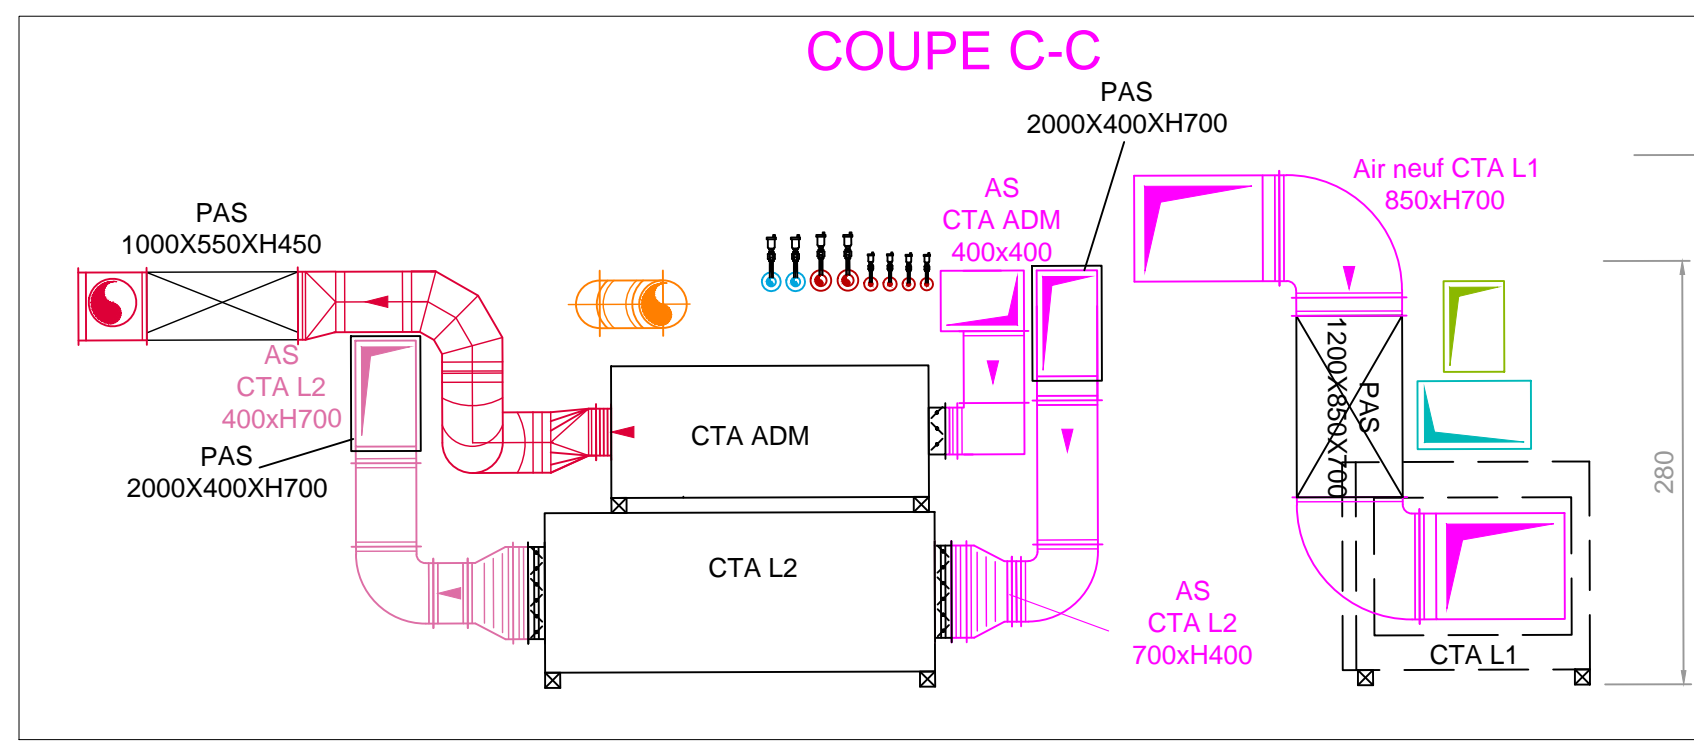 COUPE C-C
PAS
2000X400XH700
Air neuf CTA L1
850xH700
AS
CTA ADM
400x400
PAS
1000X550XH450
AS
CTA L2
400xH700
PAS
2000X400XH700
CTA ADM
CTA L2
AS
CTA L2
700xH400
PAS
1200X850X700
CTA L1
280